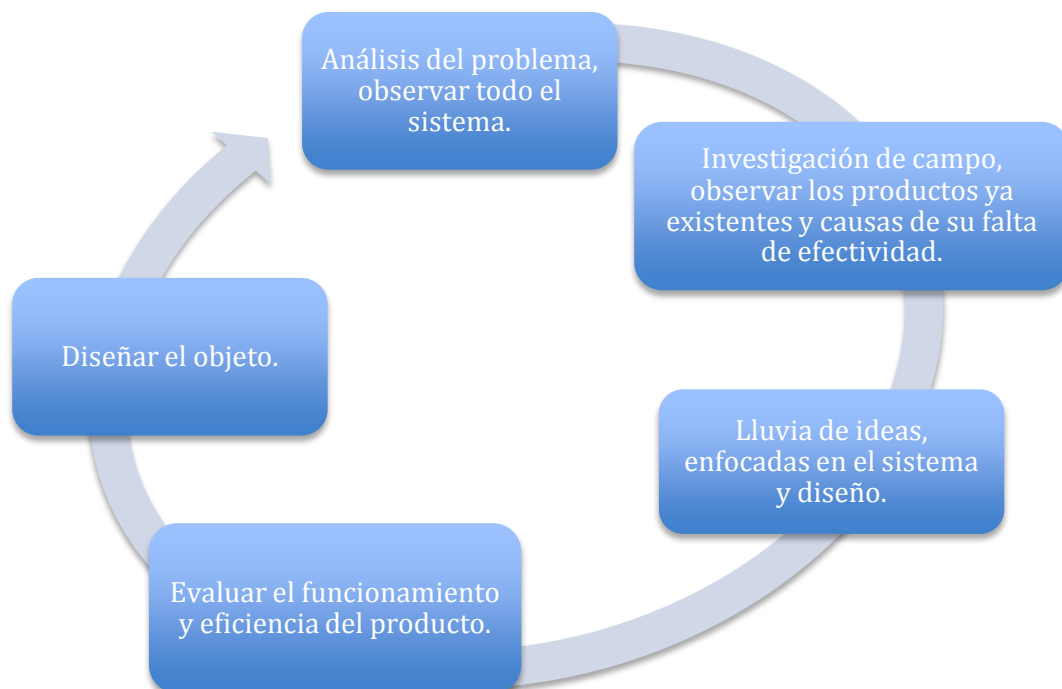 Análisis del problema,
observar todo el
sistema.
Investigación de campo,
observar los productos ya
existentes y causas de su falta
de efectividad.
Lluvia de ideas,
enfocadas en el sistema
y diseño.
Evaluar el funcionamiento
y eficiencia del producto.
Diseñar el objeto.